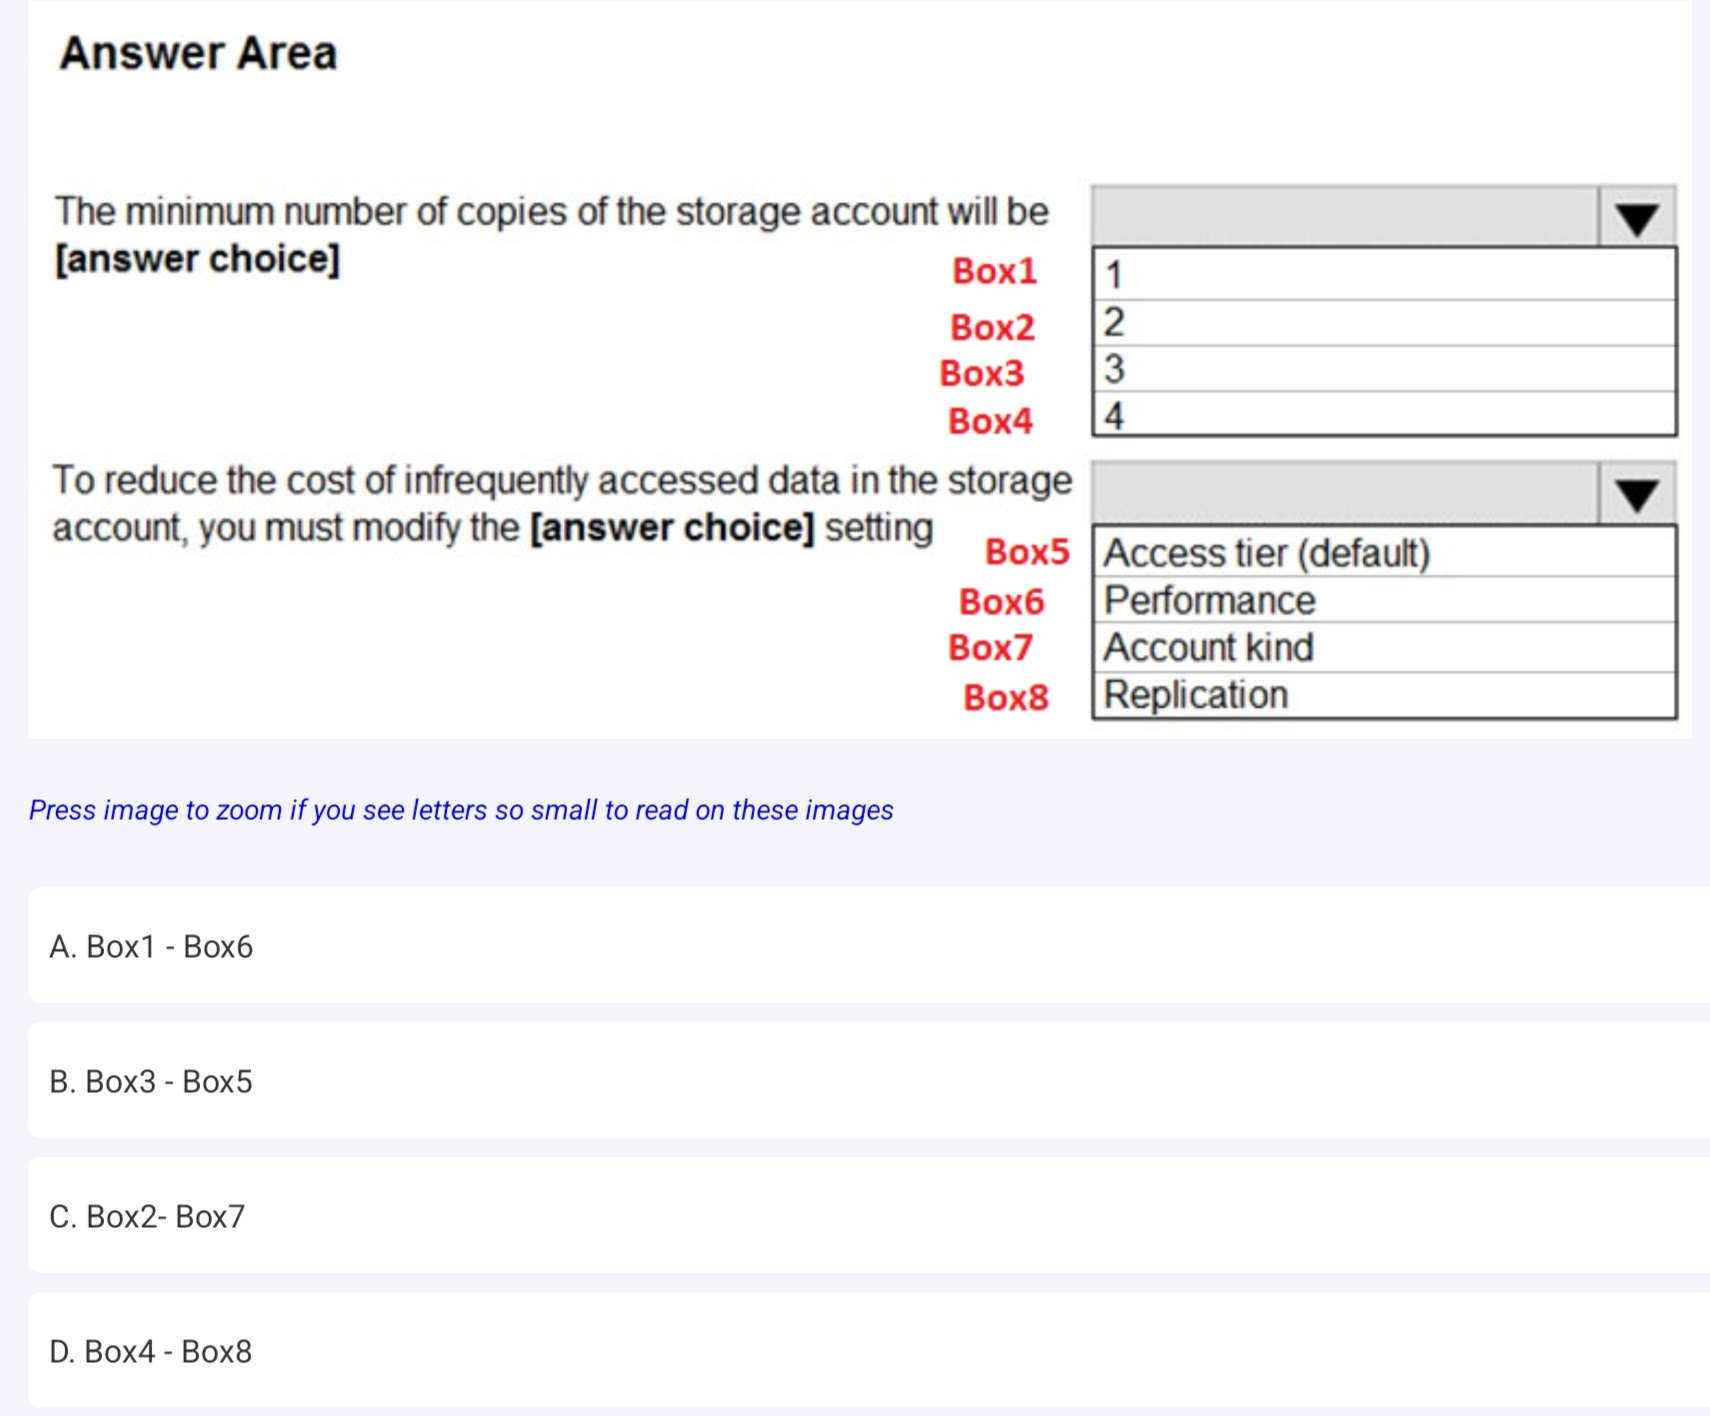 Answer Area
The minimum number of copies of the storage account will be
[answer choice]
Box1 1
Box2 2
Box3 3
Box4 4
To reduce the cost of infrequently accessed data in the storage
account, you must modify the [answer choice] setting
Box5 Access tier (default)
Box6 Performance
Box7 Account kind
Box8 Replication
Press image to zoom if you see letters so small to read on these images
A. Box1 - Box6
B. Box3 - Box5
C. Box2- Box7
D. Box4 - Box8